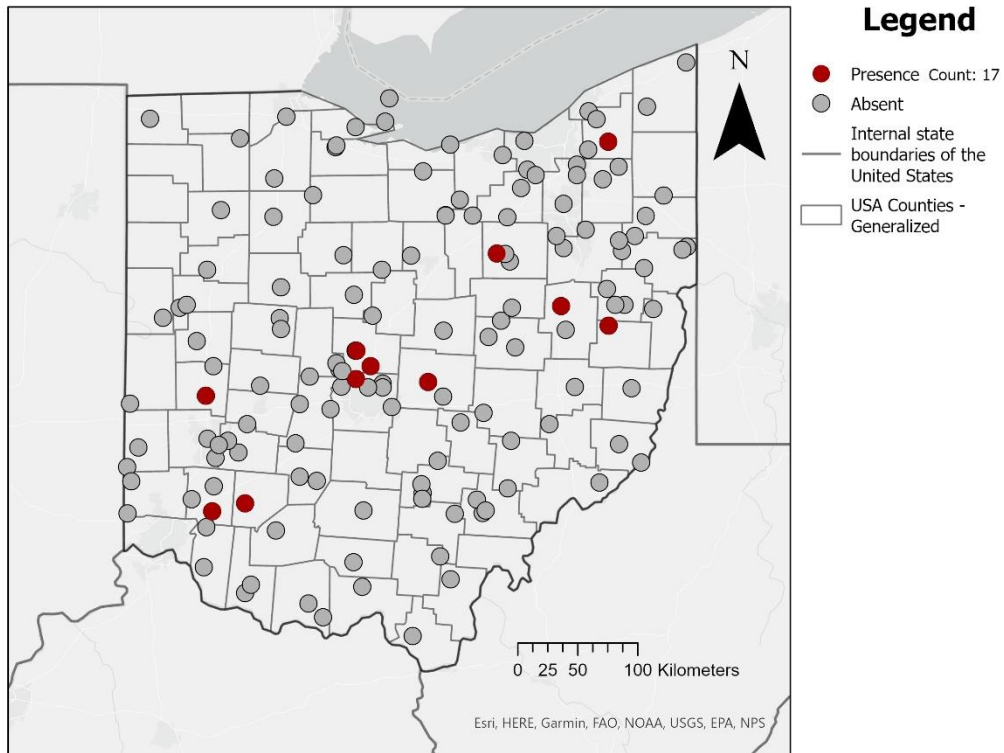 Legend
N
Presence Count: 17
Absent
Internal state
boundaries of the
United States
USA Counties -
Generalized
0 25 50 100 Kilometers
Esri, HERE, Garmin, FAO, NOAA, USGS, EPA, NPS